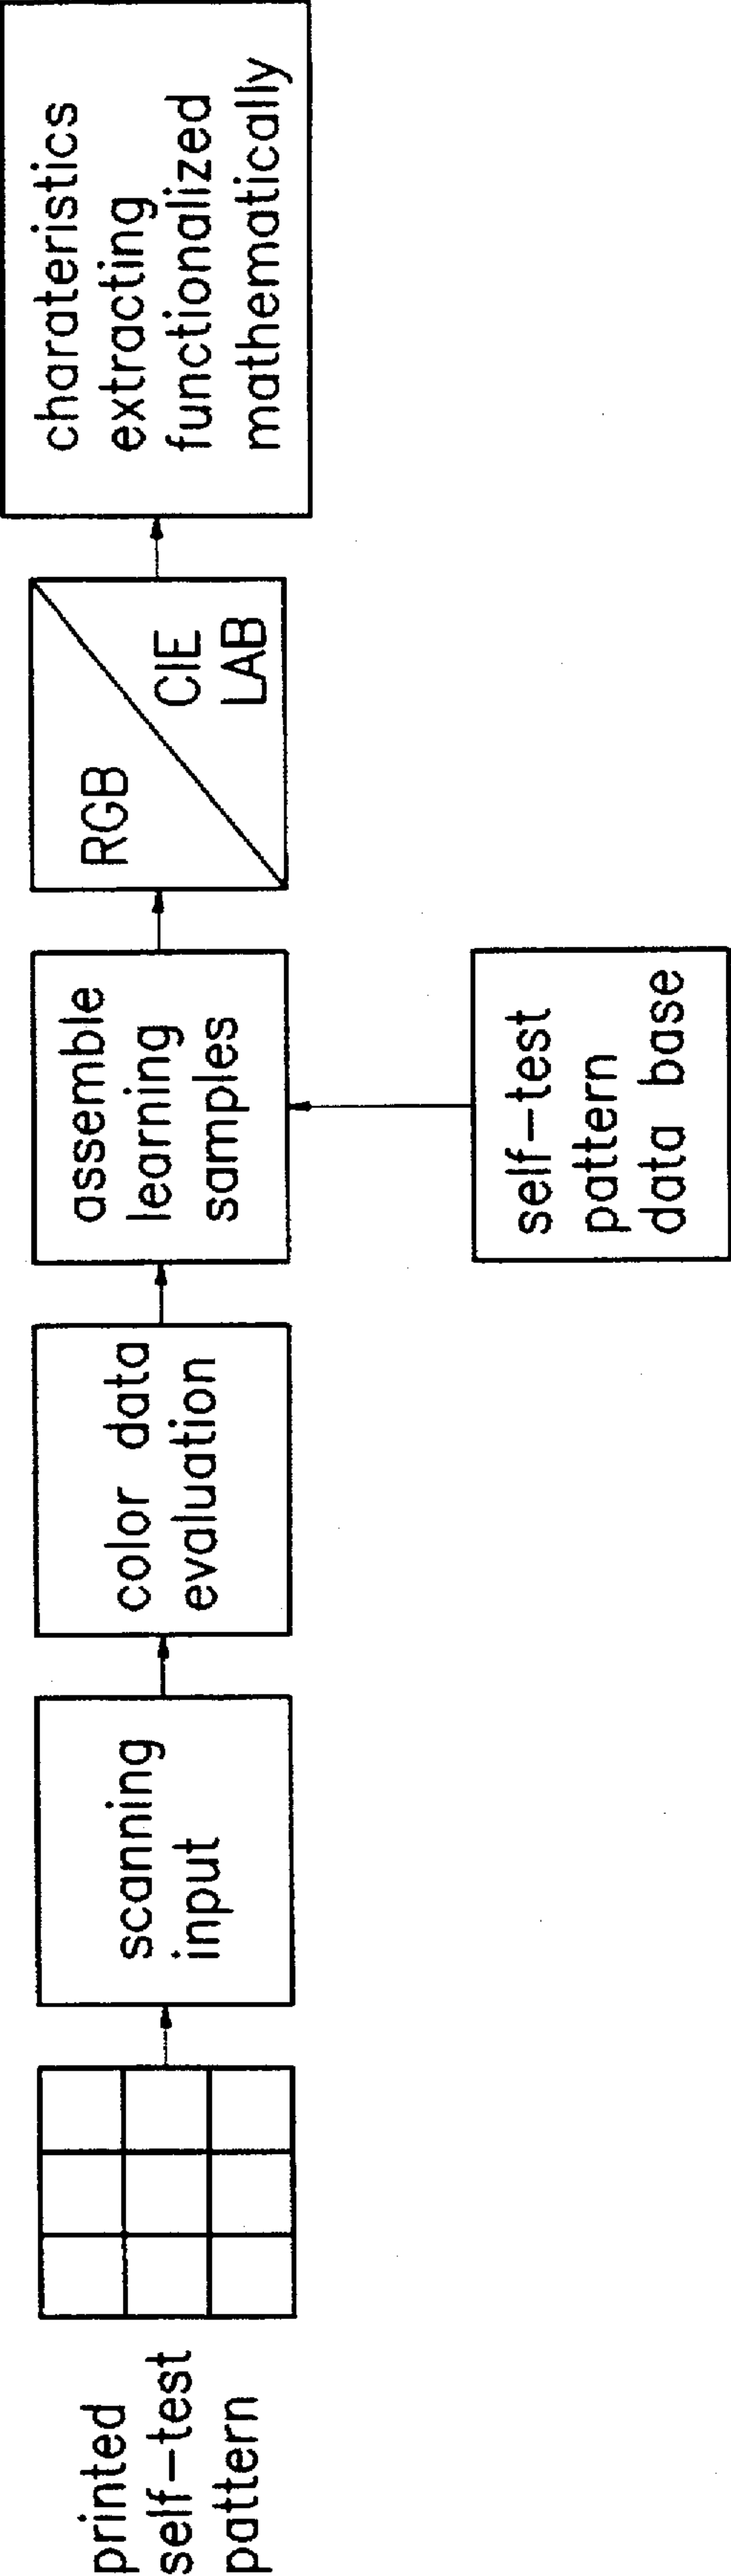 printed
self-test
pattern
scanning
input
color data
evaluation
assemble
learning
samples
self-test
pattern
data base
RGB
CIE
LAB
charateristics
extracting
functionalized
mathematically